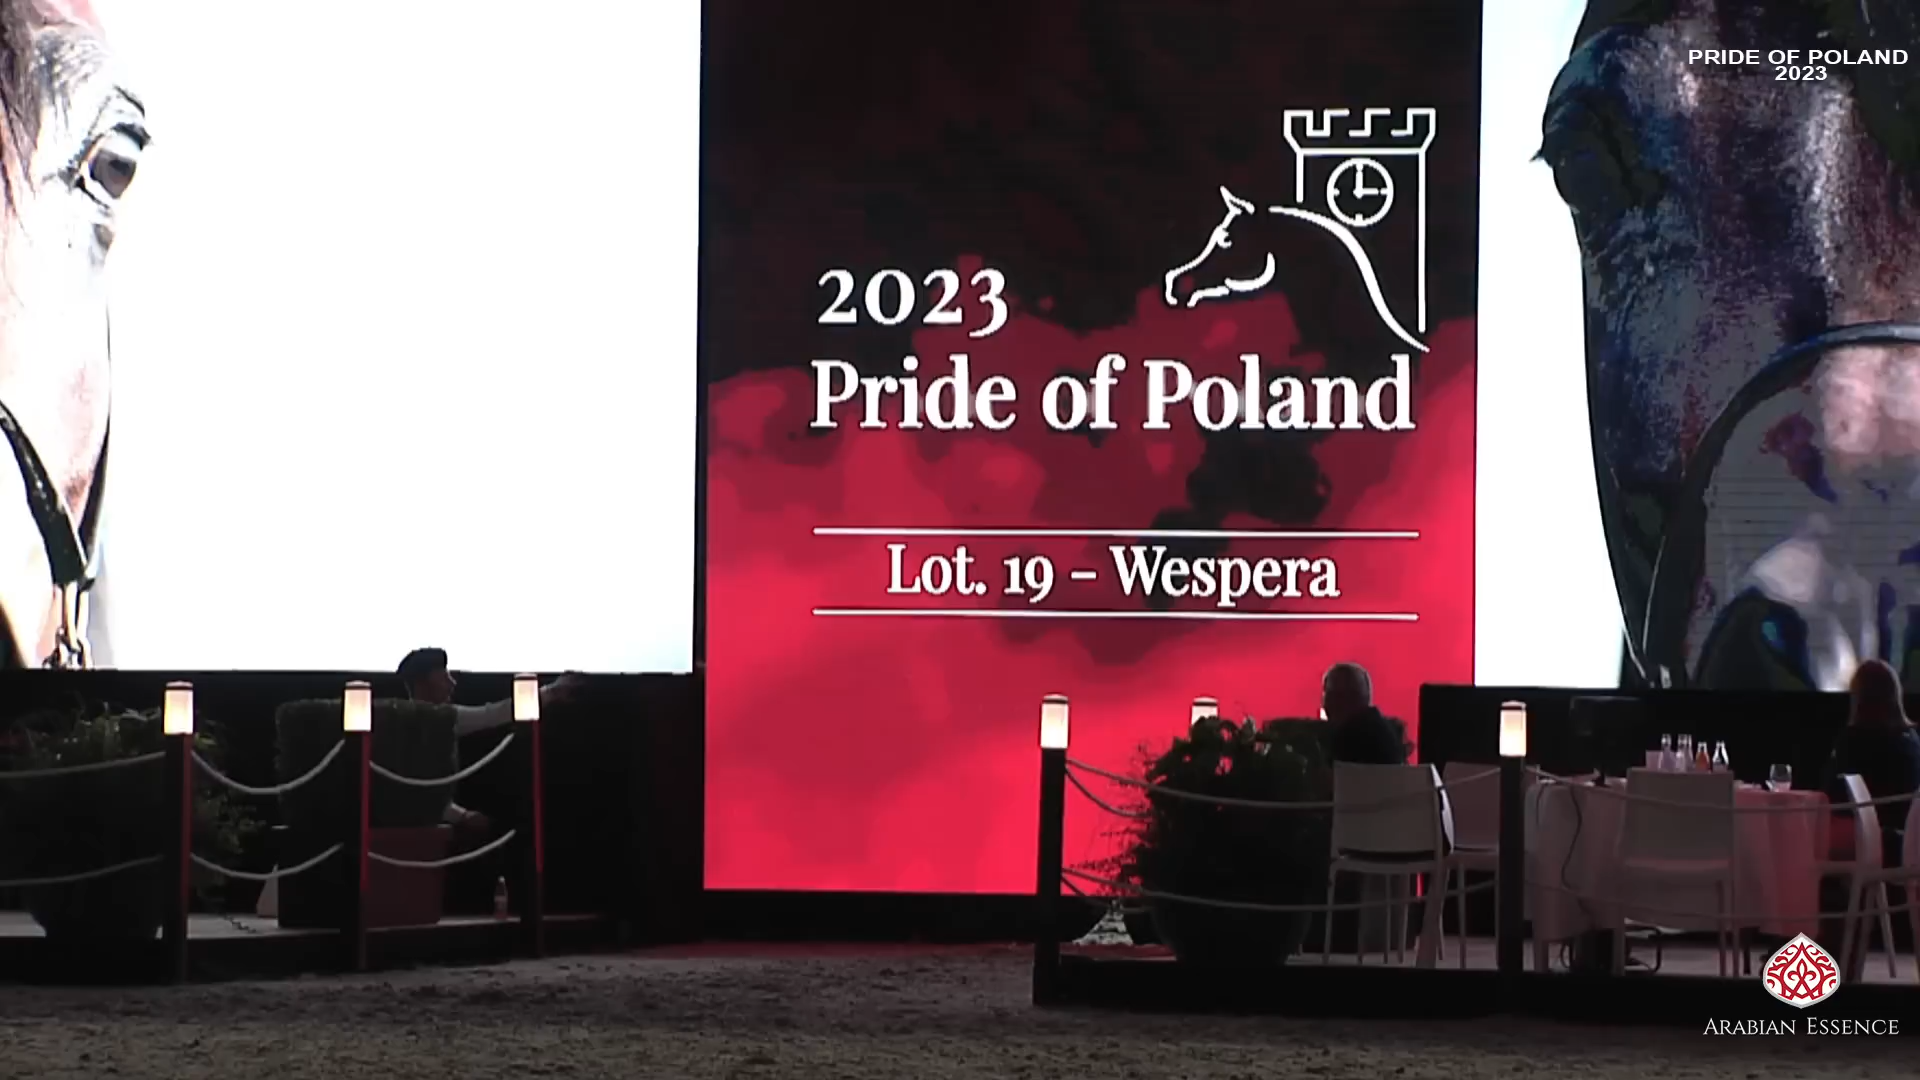 PRIDE OF POLAND
2023
2023
Pride of Poland
Lot. 19 - Wespera
ARABIAN ESSENCE